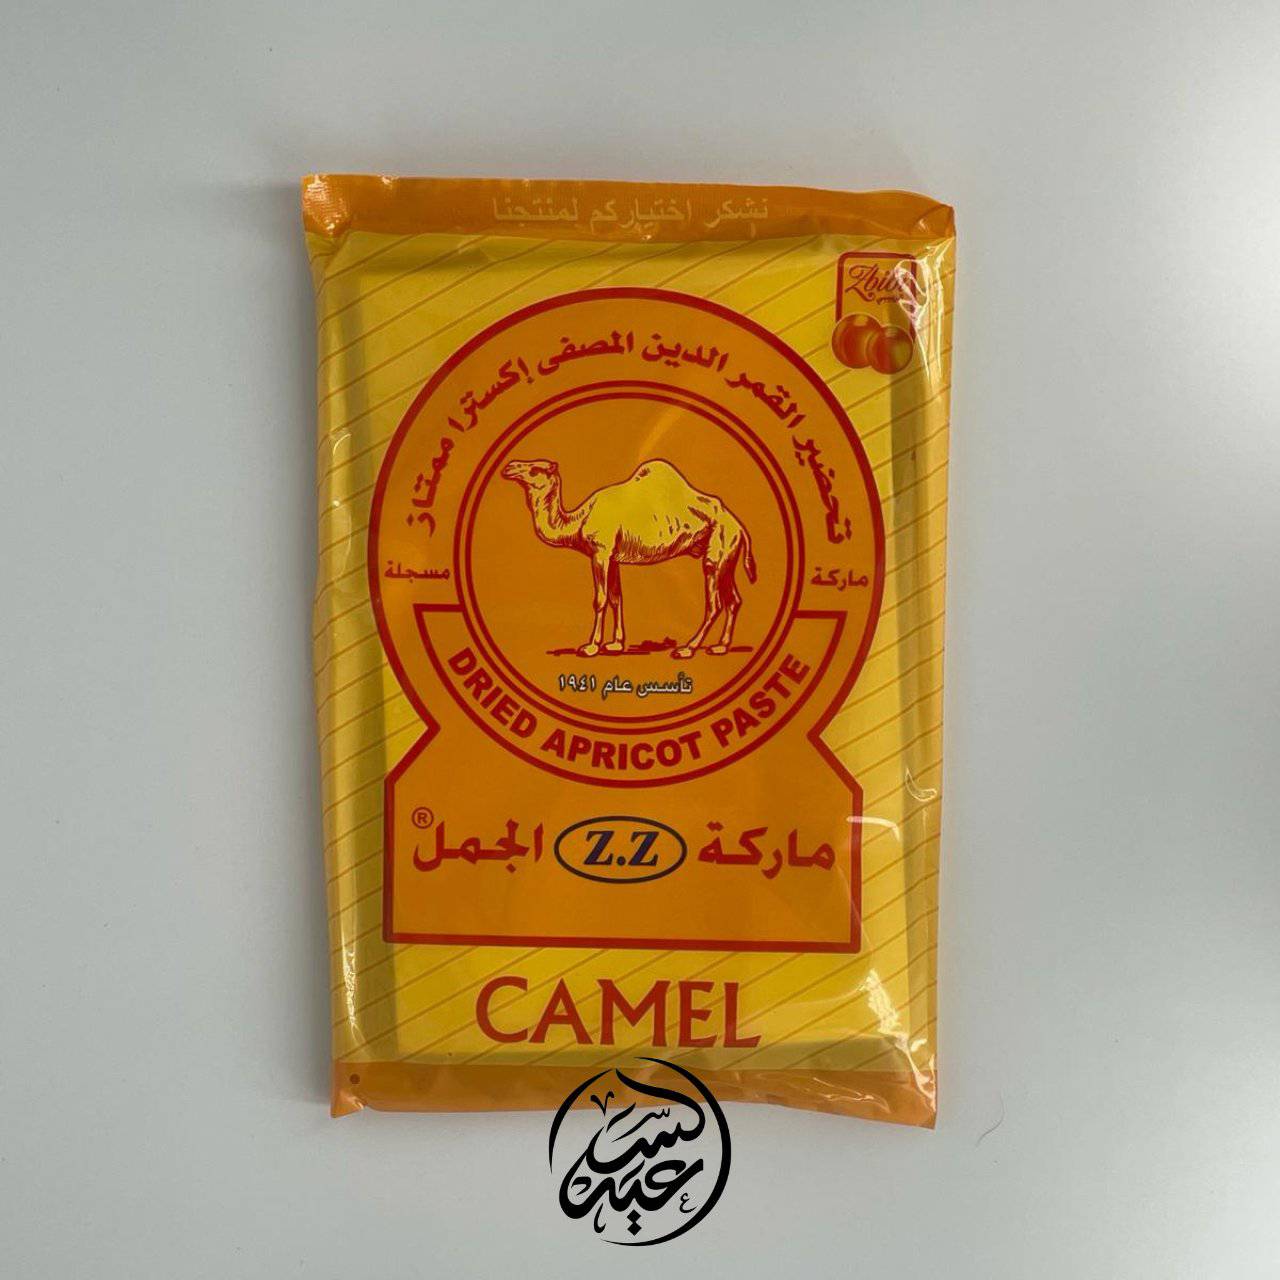 نشكر اختياركم لمنتجنا
Zbibi
تحضير القمر الدين المصفى إكسترا ممتاز
ماركة مسجلة
تأسس عام ١٩٤١
DRIED APRICOT PASTE
ماركة Z.Z الجمل ®
CAMEL